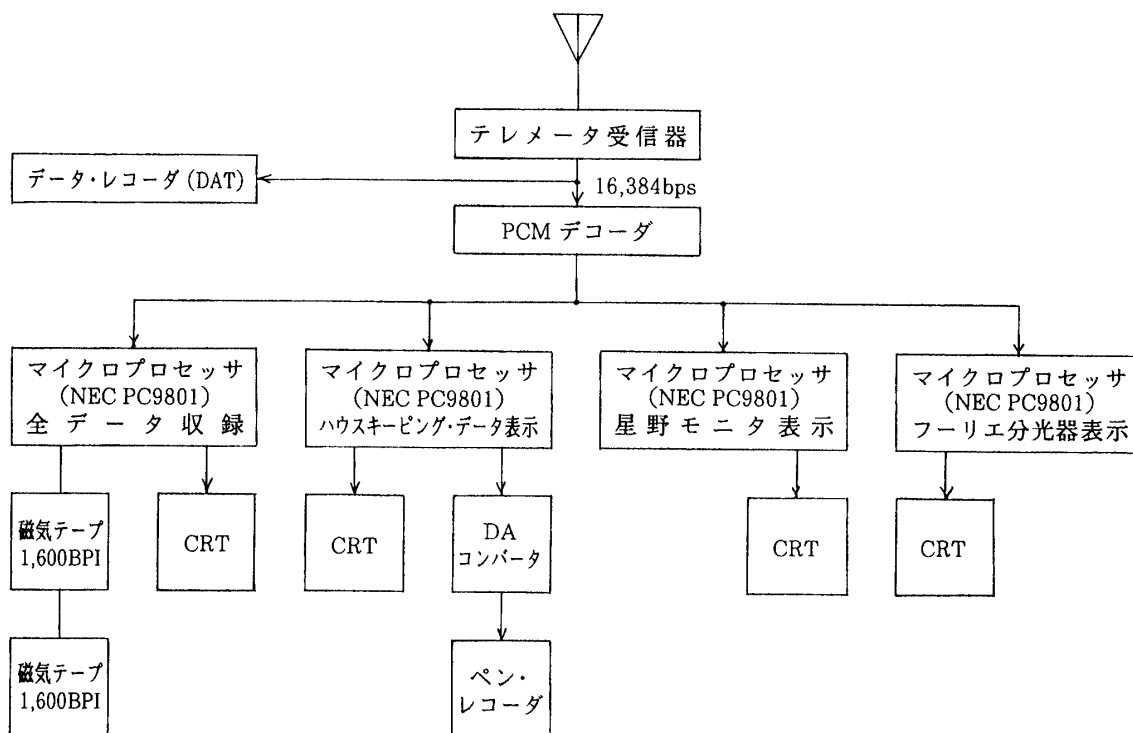 テレメータ受信器
データ・レコーダ(DAT)
16,384bps
PCMデコーダ
マイクロプロセッサ
(NEC PC9801)
全データ収録
マイクロプロセッサ
(NEC PC9801)
ハウスキーピング・データ表示
マイクロプロセッサ
(NEC PC9801)
星野モニタ表示
マイクロプロセッサ
(NEC PC9801)
フーリエ分光器表示
磁気テープ
1,600BPI
CRT
CRT
DA
コンバータ
CRT
CRT
磁気テープ
1,600BPI
ペン・
レコーダ